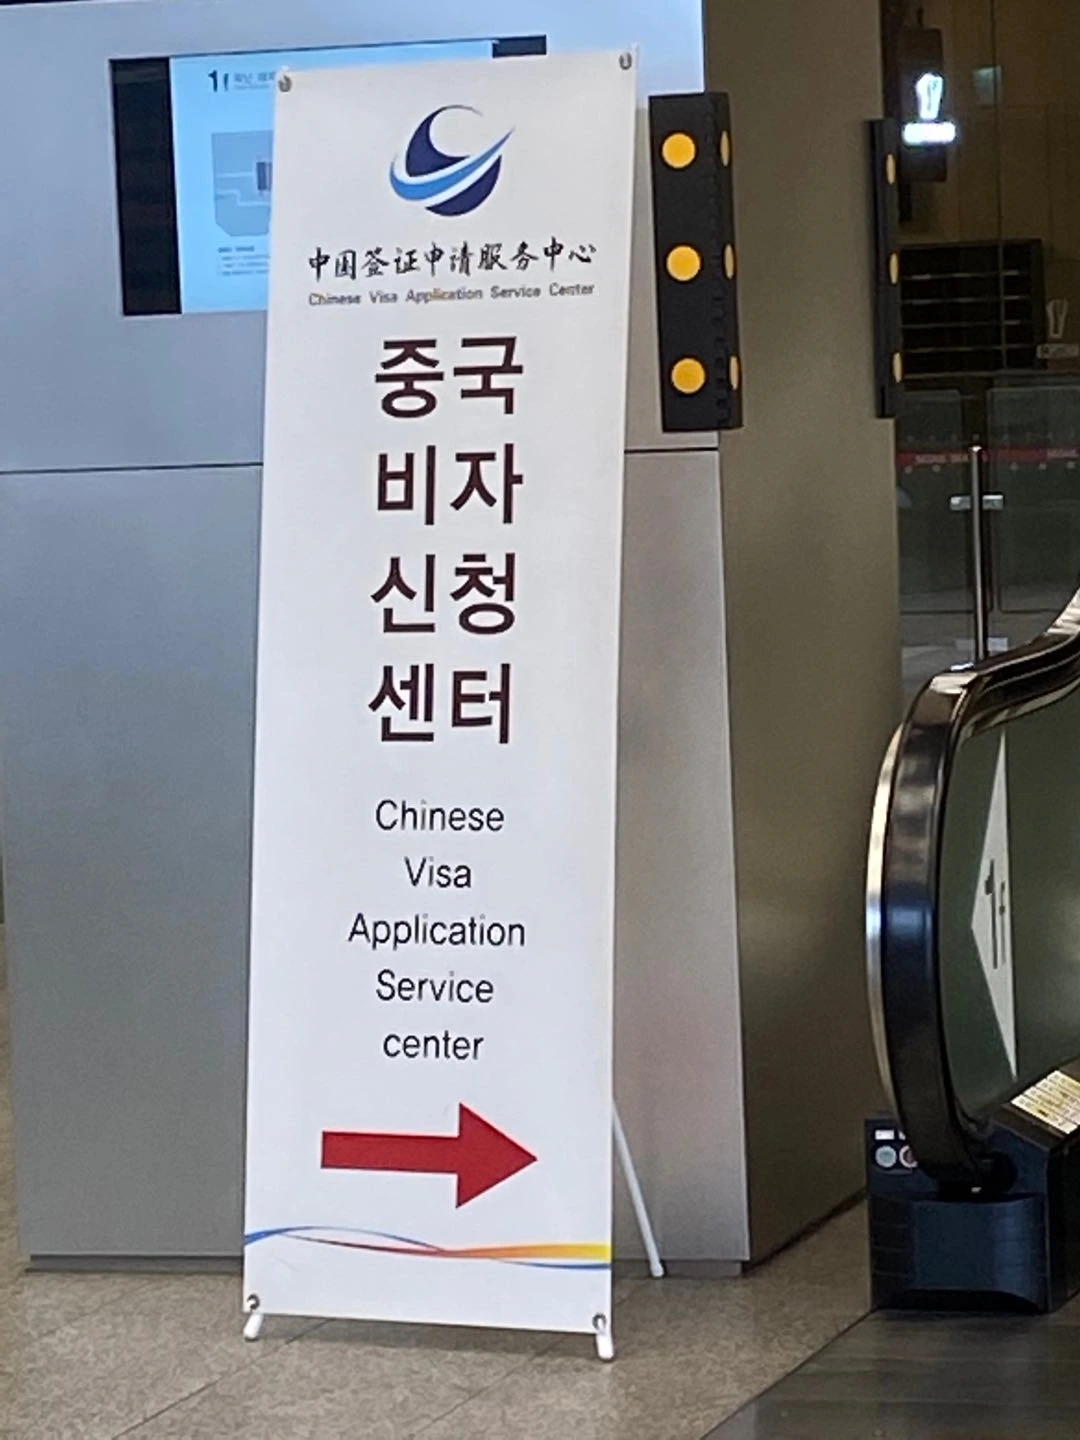 中国签证申请服务中心
Chinese Visa Application Service Center
중국
비자
신청
센터
Chinese
Visa
Application
Service
center